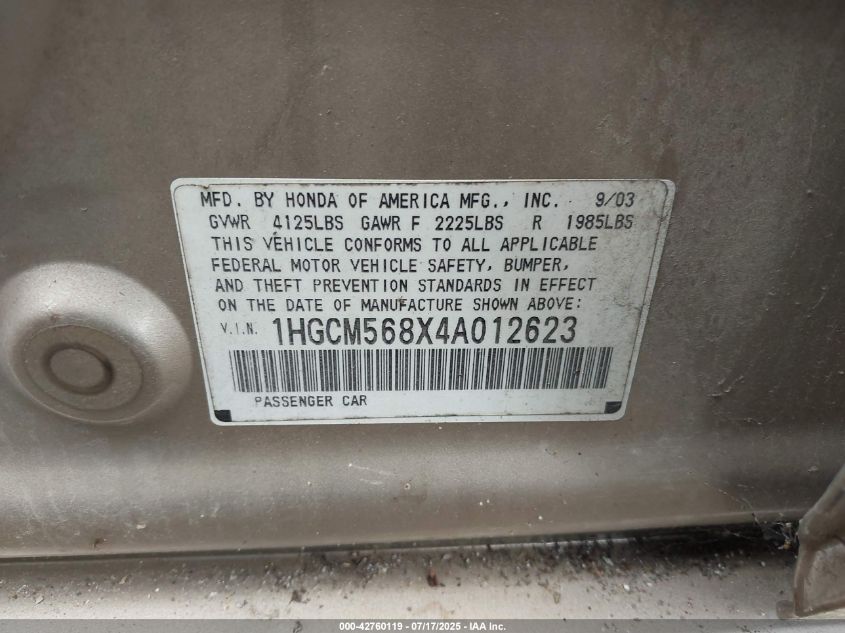 MFD. BY HONDA OF AMERICA MFG., INC. 9/03
GVWR 4125LBS GAWR F 2225LBS R 1985LBS
THIS VEHICLE CONFORMS TO ALL APPLICABLE
FEDERAL MOTOR VEHICLE SAFETY, BUMPER,
AND THEFT PREVENTION STANDARDS IN EFFECT
ON THE DATE OF MANUFACTURE SHOWN ABOVE:
V.I.N. 1HGCM568X4A012623
PASSENGER CAR
000-42760119 - 07/17/2025 - IAA Inc.